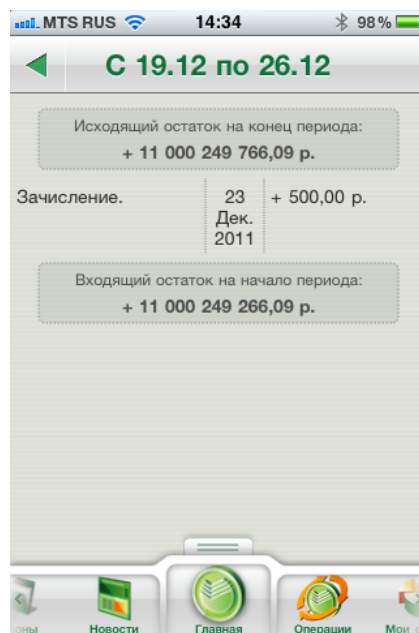 MTS RUS 14:34 98 %
С 19.12 по 26.12
Исходящий остаток на конец периода:
+ 11 000 249 766,09 р.
Зачисление. 23 + 500,00 р.
Дек.
2011
Входящий остаток на начало периода:
+ 11 000 249 266,09 р.
Новости Главная Операции Мои